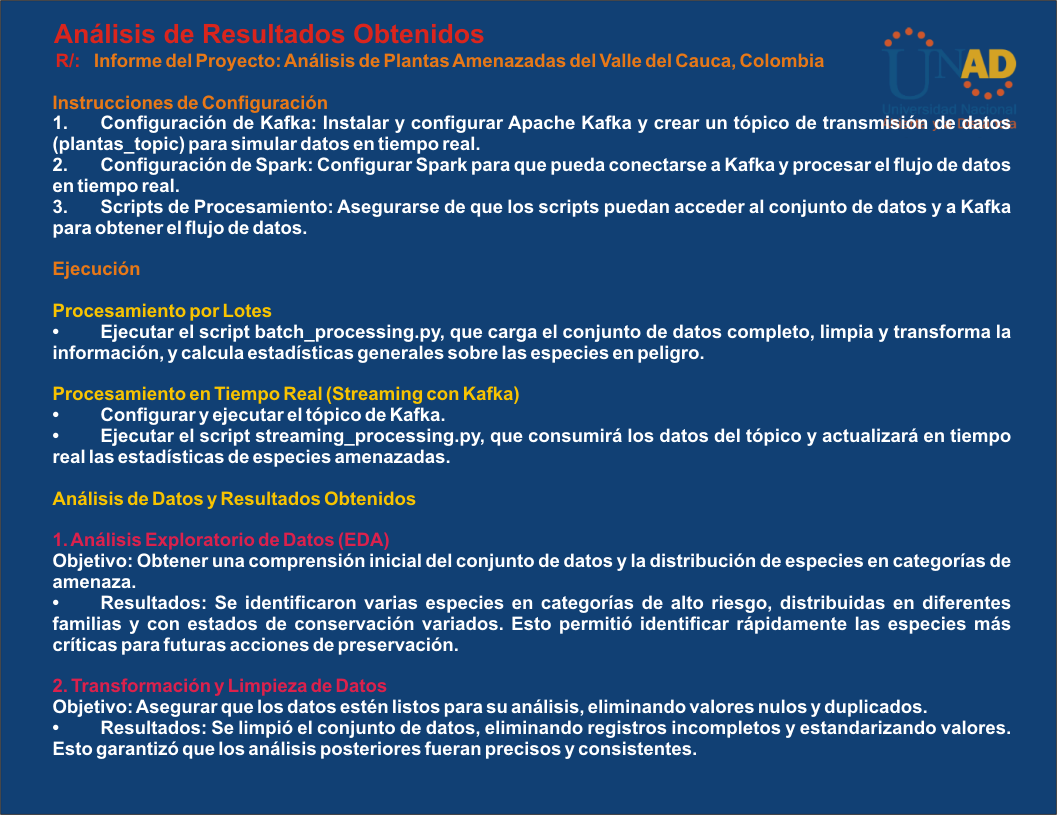 Análisis de Resultados Obtenidos
R/: Informe del Proyecto: Análisis de Plantas Amenazadas del Valle del Cauca, Colombia
UNAD
Universidad Nacional
Instrucciones de Configuración
1. Configuración de Kafka: Instalar y configurar Apache Kafka y crear un tópico de transmisión de datos
(plantas_topic) para simular datos en tiempo real.
2. Configuración de Spark: Configurar Spark para que pueda conectarse a Kafka y procesar el flujo de datos
en tiempo real.
3. Scripts de Procesamiento: Asegurarse de que los scripts puedan acceder al conjunto de datos y a Kafka
para obtener el flujo de datos.
Ejecución
Procesamiento por Lotes
• Ejecutar el script batch_processing.py, que carga el conjunto de datos completo, limpia y transforma la
información, y calcula estadísticas generales sobre las especies en peligro.
Procesamiento en Tiempo Real (Streaming con Kafka)
• Configurar y ejecutar el tópico de Kafka.
• Ejecutar el script streaming_processing.py, que consumirá los datos del tópico y actualizará en tiempo
real las estadísticas de especies amenazadas.
Análisis de Datos y Resultados Obtenidos
1. Análisis Exploratorio de Datos (EDA)
Objetivo: Obtener una comprensión inicial del conjunto de datos y la distribución de especies en categorías de
amenaza.
• Resultados: Se identificaron varias especies en categorías de alto riesgo, distribuidas en diferentes
familias y con estados de conservación variados. Esto permitió identificar rápidamente las especies más
críticas para futuras acciones de preservación.
2. Transformación y Limpieza de Datos
Objetivo: Asegurar que los datos estén listos para su análisis, eliminando valores nulos y duplicados.
• Resultados: Se limpió el conjunto de datos, eliminando registros incompletos y estandarizando valores.
Esto garantizó que los análisis posteriores fueran precisos y consistentes.